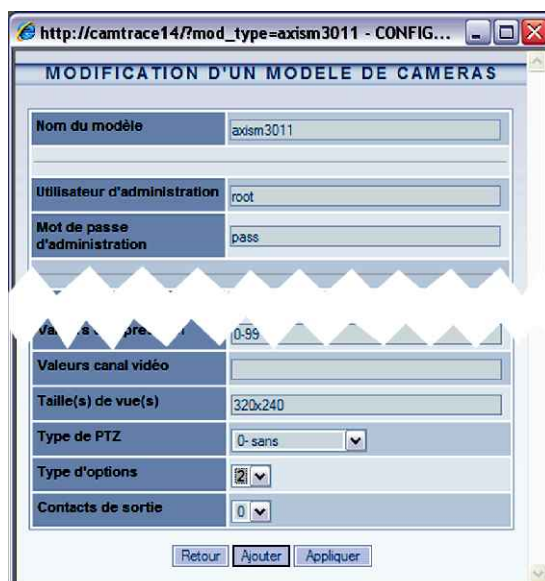 http://camtrace14/?mod_type=axism3011 - CONFIG...
MODIFICATION D'UN MODELE DE CAMERAS
Nom du modèle axism3011
Utilisateur d'administration root
Mot de passe d'administration pass
0-99
Valeurs canal vidéo
Taille(s) de vue(s) 320x240
Type de PTZ 0- sans
Type d'options 2
Contacts de sortie 0
Retour Ajouter Appliquer